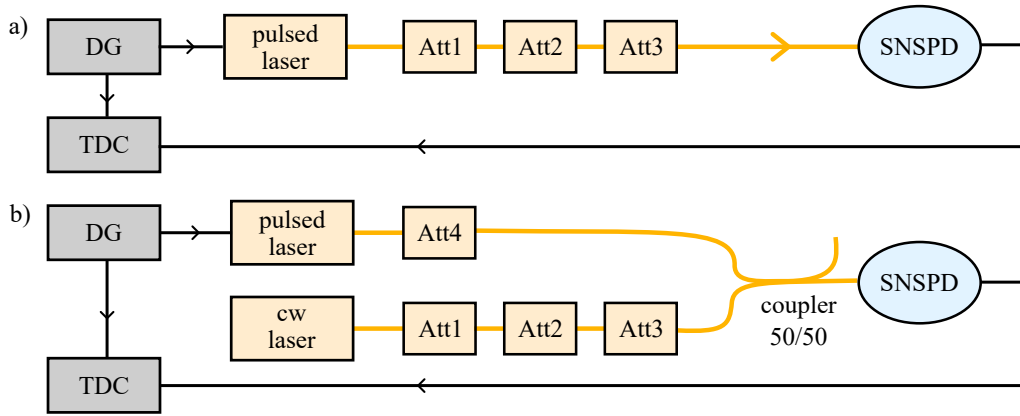 a)
DG
pulsed
laser
Att1
Att2
Att3
SNSPD
TDC
b)
DG
pulsed
laser
Att4
SNSPD
cw
laser
Att1
Att2
Att3
coupler
50/50
TDC